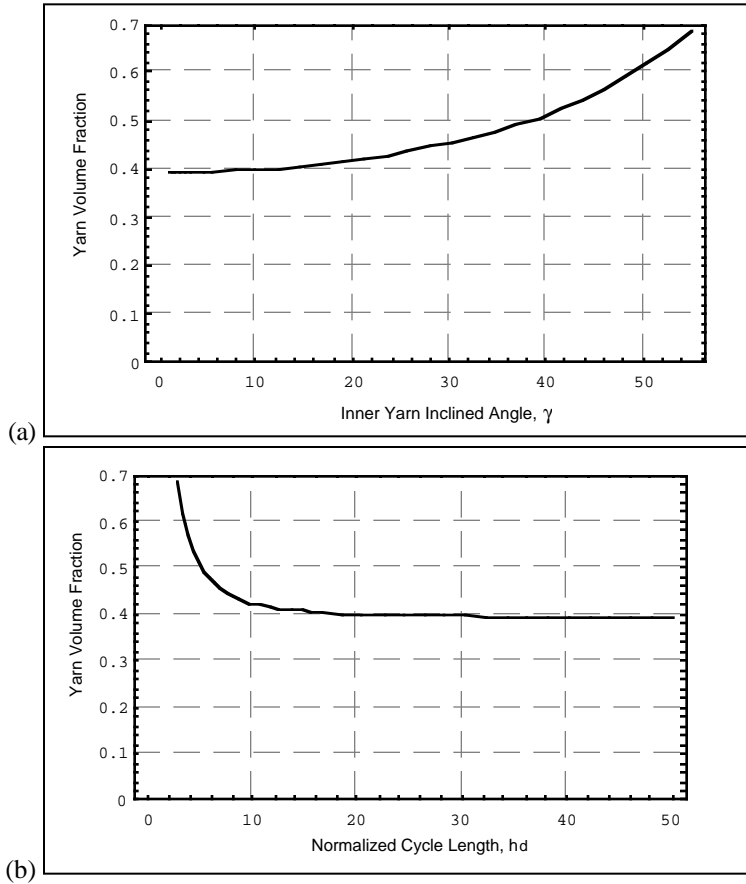 0.7
0.6
0.5
0.4
0.3
0.2
0.1
0
Yarn Volume Fraction
0 10 20 30 40 50
Inner Yarn Inclined Angle, γ
(a)
0.7
0.6
0.5
0.4
0.3
0.2
0.1
0
Yarn Volume Fraction
0 10 20 30 40 50
Normalized Cycle Length, hd
(b)